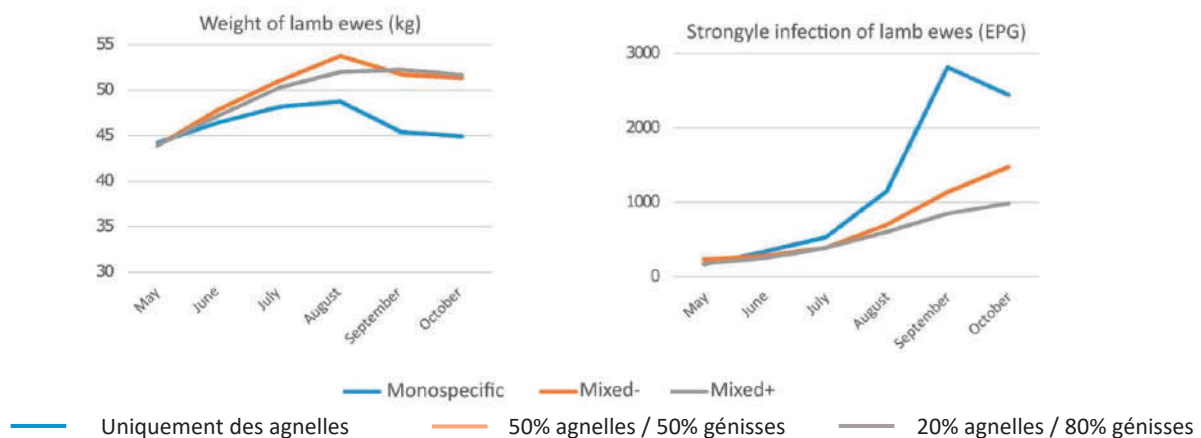 Weight of lamb ewes (kg)
55
50
45
40
35
30
May
June
July
August
September
October
Strongyle infection of lamb ewes (EPG)
3000
2000
1000
0
May
June
July
August
September
October
Monospecific
Mixed-
Mixed+
Uniquement des agnelles
50% agnelles / 50% génisses
20% agnelles / 80% génisses